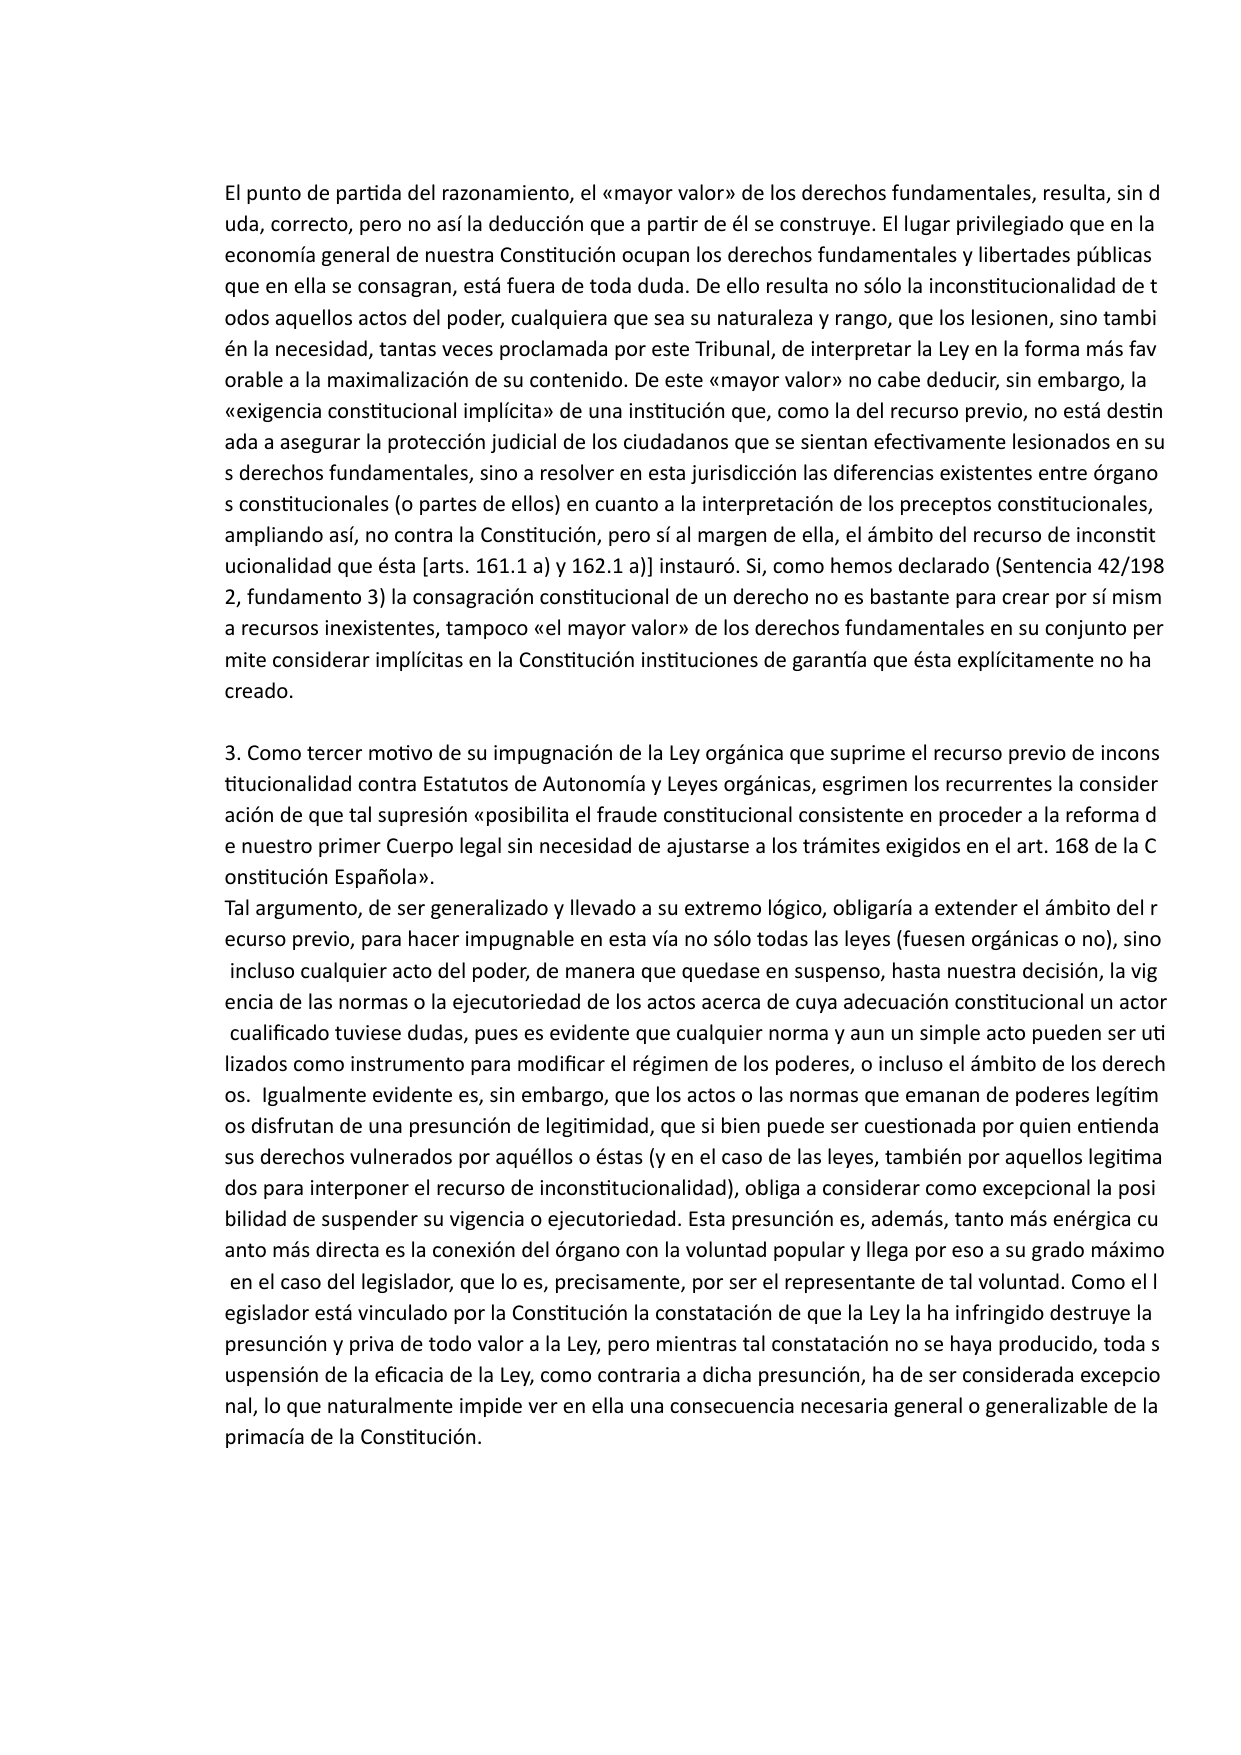 El punto de partida del razonamiento, el «mayor valor» de los derechos fundamentales, resulta, sin d
uda, correcto, pero no así la deducción que a partir de él se construye. El lugar privilegiado que en la
economía general de nuestra Constitución ocupan los derechos fundamentales y libertades públicas
que en ella se consagran, está fuera de toda duda. De ello resulta no sólo la inconstitucionalidad de t
odos aquellos actos del poder, cualquiera que sea su naturaleza y rango, que los lesionen, sino tambi
én la necesidad, tantas veces proclamada por este Tribunal, de interpretar la Ley en la forma más fav
orable a la maximalización de su contenido. De este «mayor valor» no cabe deducir, sin embargo, la
«exigencia constitucional implícita» de una institución que, como la del recurso previo, no está destin
ada a asegurar la protección judicial de los ciudadanos que se sientan efectivamente lesionados en su
s derechos fundamentales, sino a resolver en esta jurisdicción las diferencias existentes entre órgano
s constitucionales (o partes de ellos) en cuanto a la interpretación de los preceptos constitucionales,
ampliando así, no contra la Constitución, pero sí al margen de ella, el ámbito del recurso de inconstit
ucionalidad que ésta [arts. 161.1 a) y 162.1 a)] instauró. Si, como hemos declarado (Sentencia 42/198
2, fundamento 3) la consagración constitucional de un derecho no es bastante para crear por sí mism
a recursos inexistentes, tampoco «el mayor valor» de los derechos fundamentales en su conjunto per
mite considerar implícitas en la Constitución instituciones de garantía que ésta explícitamente no ha
creado.

3. Como tercer motivo de su impugnación de la Ley orgánica que suprime el recurso previo de incons
titucionalidad contra Estatutos de Autonomía y Leyes orgánicas, esgrimen los recurrentes la consider
ación de que tal supresión «posibilita el fraude constitucional consistente en proceder a la reforma d
e nuestro primer Cuerpo legal sin necesidad de ajustarse a los trámites exigidos en el art. 168 de la C
onstitución Española».
Tal argumento, de ser generalizado y llevado a su extremo lógico, obligaría a extender el ámbito del r
ecurso previo, para hacer impugnable en esta vía no sólo todas las leyes (fuesen orgánicas o no), sino
incluso cualquier acto del poder, de manera que quedase en suspenso, hasta nuestra decisión, la vig
encia de las normas o la ejecutoriedad de los actos acerca de cuya adecuación constitucional un actor
cualificado tuviese dudas, pues es evidente que cualquier norma y aun un simple acto pueden ser uti
lizados como instrumento para modificar el régimen de los poderes, o incluso el ámbito de los derech
os.  Igualmente evidente es, sin embargo, que los actos o las normas que emanan de poderes legítim
os disfrutan de una presunción de legitimidad, que si bien puede ser cuestionada por quien entienda
sus derechos vulnerados por aquéllos o éstas (y en el caso de las leyes, también por aquellos legitima
dos para interponer el recurso de inconstitucionalidad), obliga a considerar como excepcional la posi
bilidad de suspender su vigencia o ejecutoriedad. Esta presunción es, además, tanto más enérgica cu
anto más directa es la conexión del órgano con la voluntad popular y llega por eso a su grado máximo
en el caso del legislador, que lo es, precisamente, por ser el representante de tal voluntad. Como el l
egislador está vinculado por la Constitución la constatación de que la Ley la ha infringido destruye la
presunción y priva de todo valor a la Ley, pero mientras tal constatación no se haya producido, toda s
uspensión de la eficacia de la Ley, como contraria a dicha presunción, ha de ser considerada excepcio
nal, lo que naturalmente impide ver en ella una consecuencia necesaria general o generalizable de la
primacía de la Constitución.